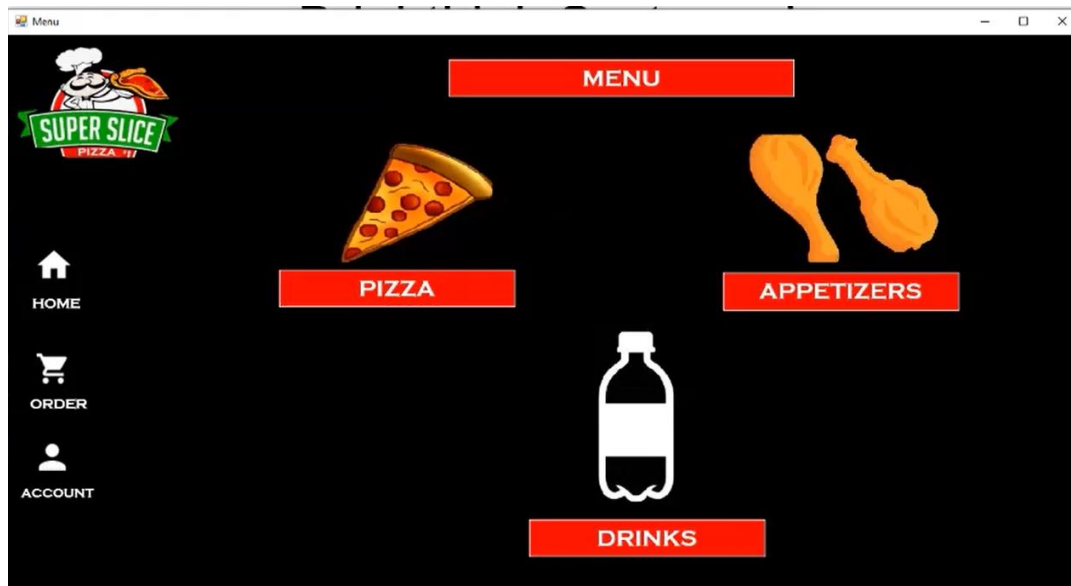 Menu
SUPER SLICE
PIZZA
MENU
PIZZA
APPETIZERS
DRINKS
HOME
ORDER
ACCOUNT